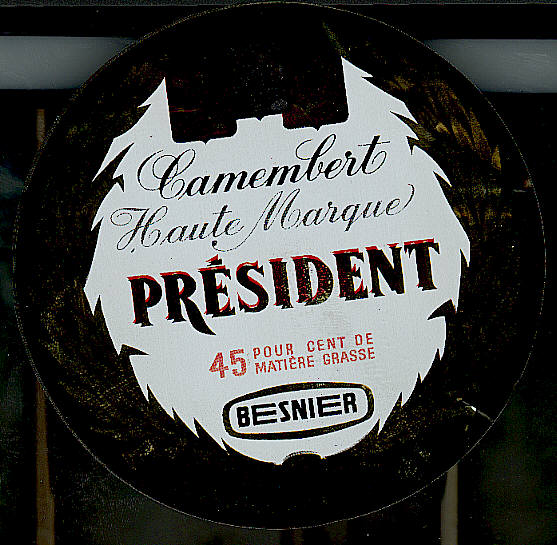 Camembert
Haute Marque
PRÉSIDENT
45 POUR CENT DE
MATIÈRE GRASSE
BESNIER